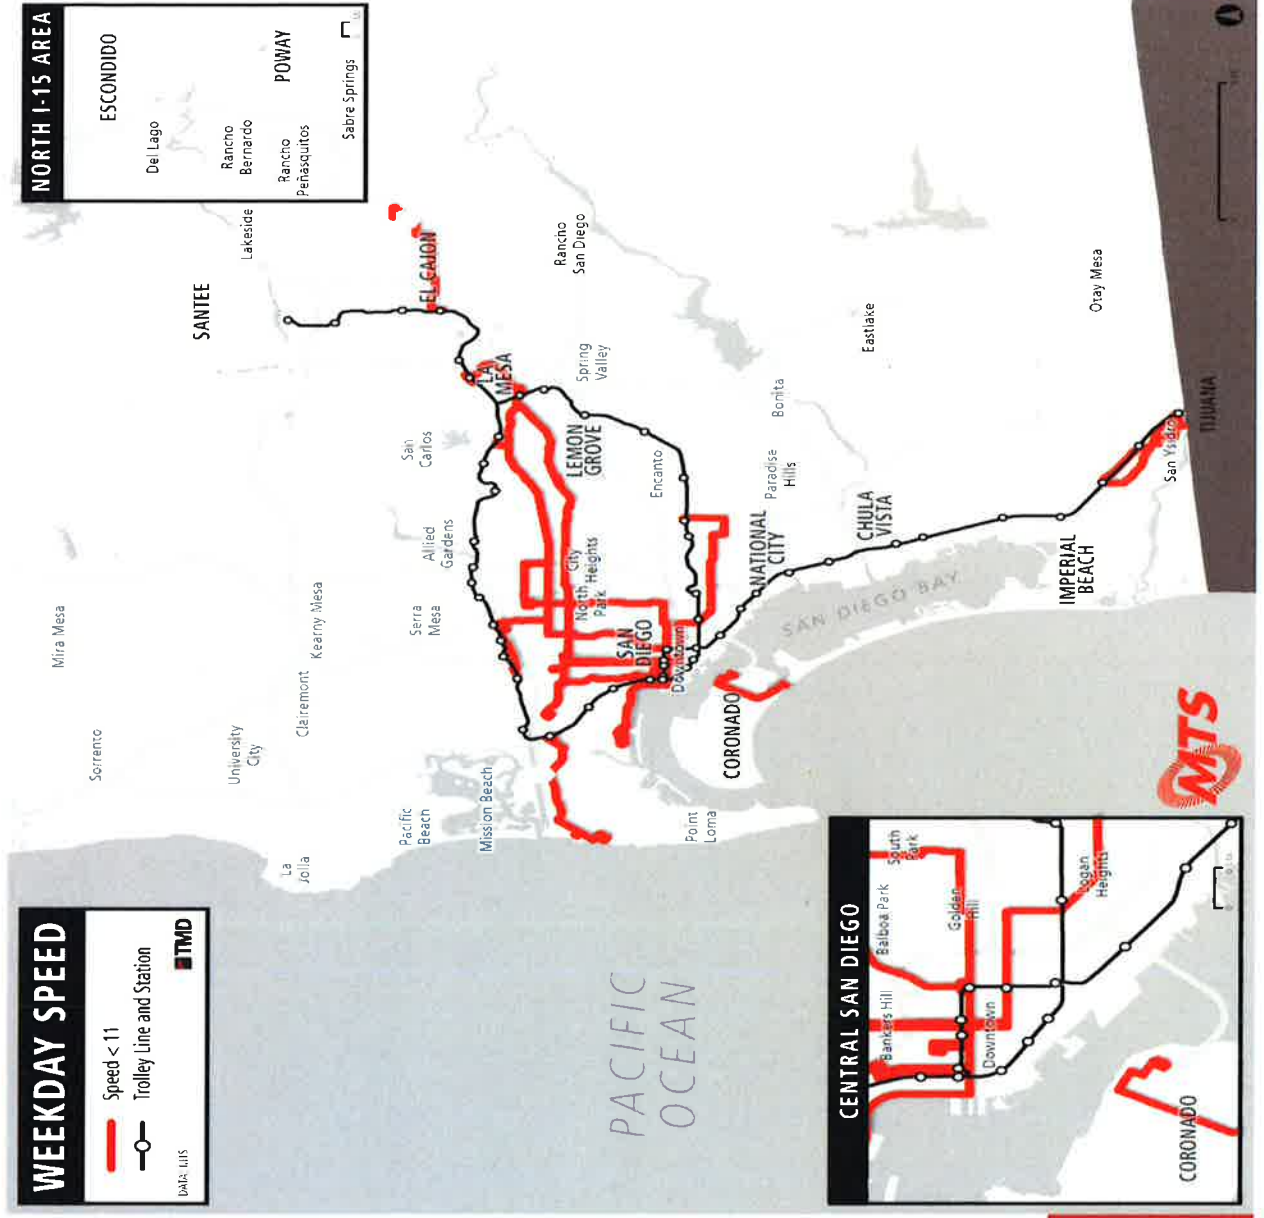 WEEKDAY SPEED
Speed < 11
Trolley Line and Station
TMD
NORTH I-15 AREA
ESCONDIDO
Del Lago
Rancho
Bernardo
Rancho
Peñasquitos
POWAY
Sabre Springs
Sorrento
Mira Mesa
University
City
La
Jolla
Clairemont
Kearny Mesa
SANTEE
Lakeside
Pacific
Beach
Mission Beach
Serra
Mesa
Allied
Gardens
San
Carlos
EL CAJON
LA
MESA
Rancho
San Diego
Spring
Valley
LEMON
GROVE
City
Heights
North
Park
Encanto
SAN
DIEGO
Downtown
Point
Loma
CORONADO
NATIONAL
CITY
Paradise
Hills
Bonita
CHULA
VISTA
Eastlake
SAN DIEGO BAY
IMPERIAL
BEACH
Otay Mesa
San Ysidro
TIJUANA
PACIFIC
OCEAN
MTS
CENTRAL SAN DIEGO
Bankers Hill
Balboa Park
South
Park
Golden
Hill
Downtown
Logan
Heights
CORONADO